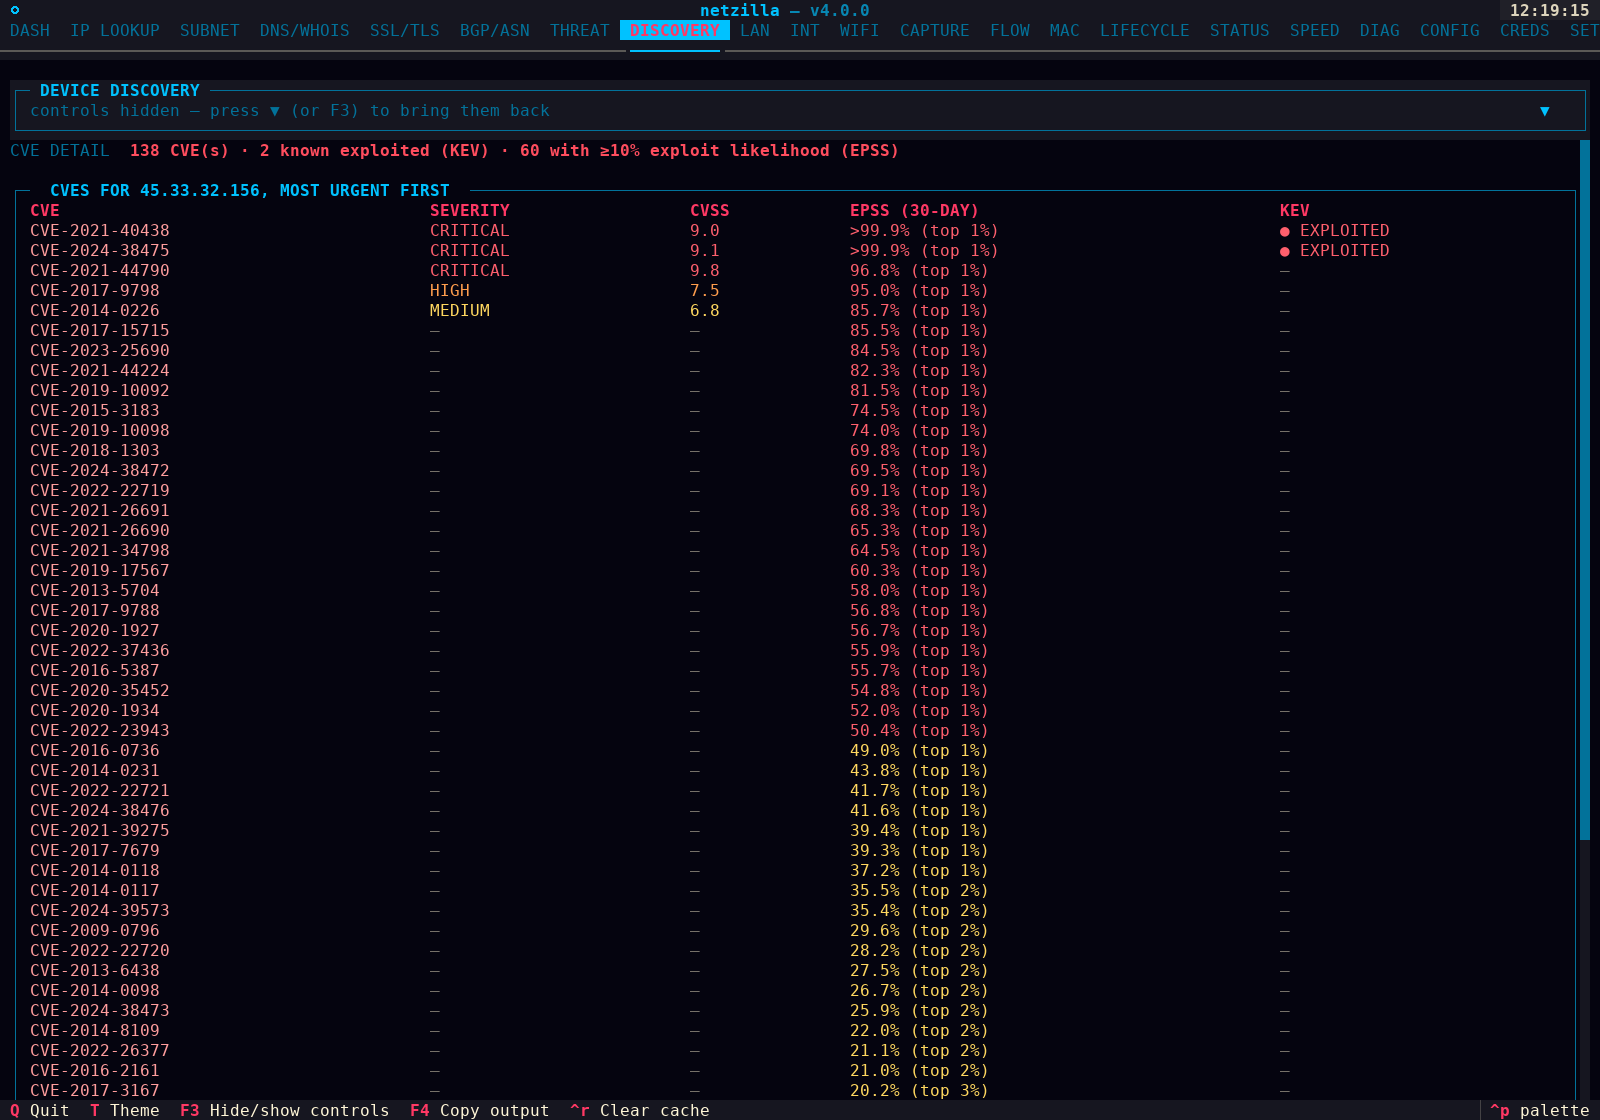 netzilla — v4.0.0 12:19:15
DASH IP LOOKUP SUBNET DNS/WHOIS SSL/TLS BGP/ASN THREAT DISCOVERY LAN INT WIFI CAPTURE FLOW MAC LIFECYCLE STATUS SPEED DIAG CONFIG CREDS SET
DEVICE DISCOVERY
controls hidden — press ▼ (or F3) to bring them back ▼
CVE DETAIL 138 CVE(s) · 2 known exploited (KEV) · 60 with ≥10% exploit likelihood (EPSS)
CVES FOR 45.33.32.156, MOST URGENT FIRST
CVE SEVERITY CVSS EPSS (30-DAY) KEV
CVE-2021-40438 CRITICAL 9.0 >99.9% (top 1%) ● EXPLOITED
CVE-2024-38475 CRITICAL 9.1 >99.9% (top 1%) ● EXPLOITED
CVE-2021-44790 CRITICAL 9.8 96.8% (top 1%) —
CVE-2017-9798 HIGH 7.5 95.0% (top 1%) —
CVE-2014-0226 MEDIUM 6.8 85.7% (top 1%) —
CVE-2017-15715 — — 85.5% (top 1%) —
CVE-2023-25690 — — 84.5% (top 1%) —
CVE-2021-44224 — — 82.3% (top 1%) —
CVE-2019-10092 — — 81.5% (top 1%) —
CVE-2015-3183 — — 74.5% (top 1%) —
CVE-2019-10098 — — 74.0% (top 1%) —
CVE-2018-1303 — — 69.8% (top 1%) —
CVE-2024-38472 — — 69.5% (top 1%) —
CVE-2022-22719 — — 69.1% (top 1%) —
CVE-2021-26691 — — 68.3% (top 1%) —
CVE-2021-26690 — — 65.3% (top 1%) —
CVE-2021-34798 — — 64.5% (top 1%) —
CVE-2019-17567 — — 60.3% (top 1%) —
CVE-2013-5704 — — 58.0% (top 1%) —
CVE-2017-9788 — — 56.8% (top 1%) —
CVE-2020-1927 — — 56.7% (top 1%) —
CVE-2022-37436 — — 55.9% (top 1%) —
CVE-2016-5387 — — 55.7% (top 1%) —
CVE-2020-35452 — — 54.8% (top 1%) —
CVE-2020-1934 — — 52.0% (top 1%) —
CVE-2022-23943 — — 50.4% (top 1%) —
CVE-2016-0736 — — 49.0% (top 1%) —
CVE-2014-0231 — — 43.8% (top 1%) —
CVE-2022-22721 — — 41.7% (top 1%) —
CVE-2024-38476 — — 41.6% (top 1%) —
CVE-2021-39275 — — 39.4% (top 1%) —
CVE-2017-7679 — — 39.3% (top 1%) —
CVE-2014-0118 — — 37.2% (top 1%) —
CVE-2014-0117 — — 35.5% (top 2%) —
CVE-2024-39573 — — 35.4% (top 2%) —
CVE-2009-0796 — — 29.6% (top 2%) —
CVE-2022-22720 — — 28.2% (top 2%) —
CVE-2013-6438 — — 27.5% (top 2%) —
CVE-2014-0098 — — 26.7% (top 2%) —
CVE-2024-38473 — — 25.9% (top 2%) —
CVE-2014-8109 — — 22.0% (top 2%) —
CVE-2022-26377 — — 21.1% (top 2%) —
CVE-2016-2161 — — 21.0% (top 2%) —
CVE-2017-3167 — — 20.2% (top 3%) —
Q Quit T Theme F3 Hide/show controls F4 Copy output ^r Clear cache ^p palette